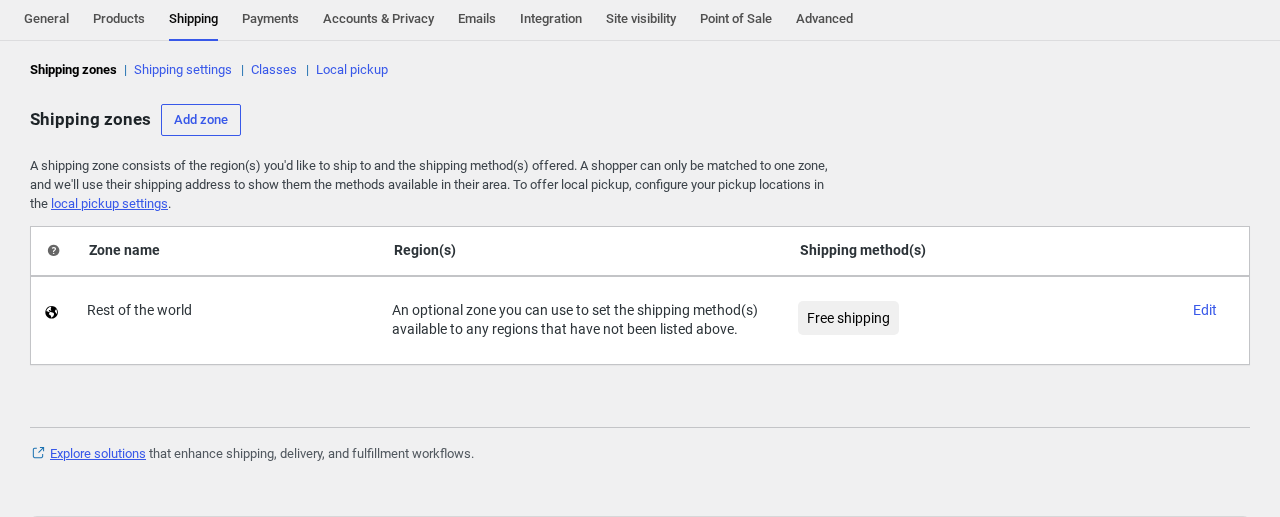 General Products Shipping Payments Accounts & Privacy Emails Integration Site visibility Point of Sale Advanced
Shipping zones | Shipping settings | Classes | Local pickup
Shipping zones Add zone
A shipping zone consists of the region(s) you'd like to ship to and the shipping method(s) offered. A shopper can only be matched to one zone,
and we'll use their shipping address to show them the methods available in their area. To offer local pickup, configure your pickup locations in
the local pickup settings.
Zone name Region(s) Shipping method(s)
Rest of the world An optional zone you can use to set the shipping method(s) Free shipping Edit
available to any regions that have not been listed above.
Explore solutions that enhance shipping, delivery, and fulfillment workflows.